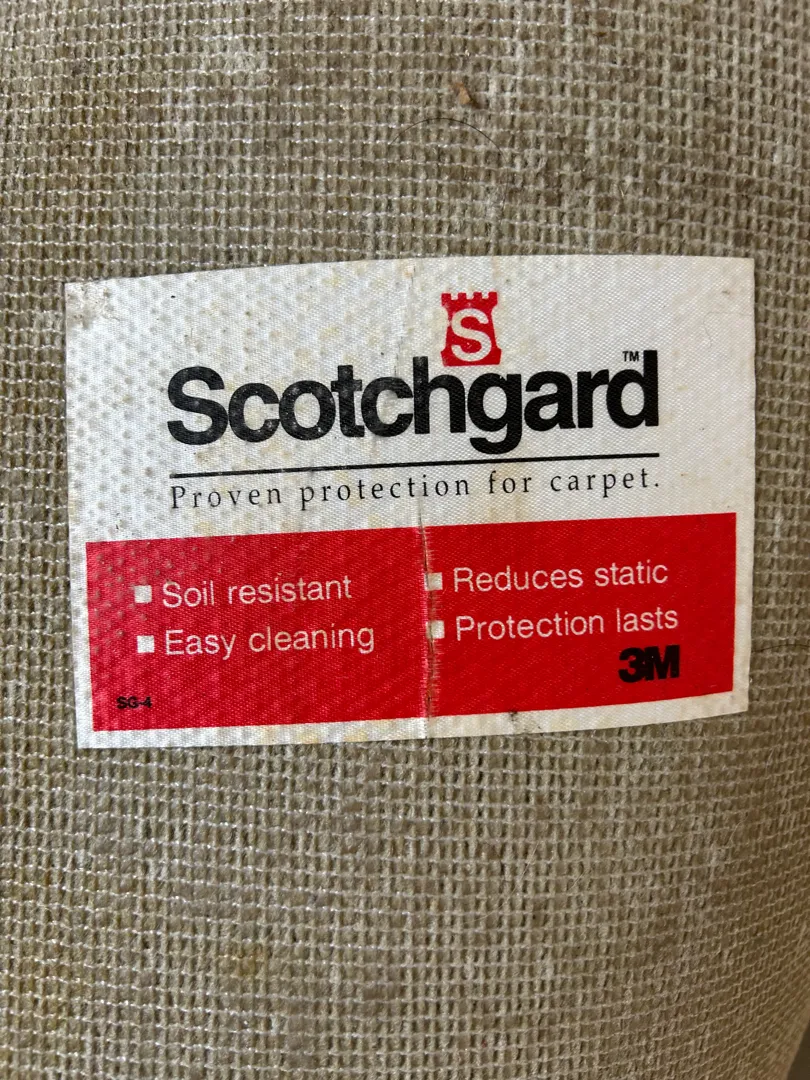 S
Scotchgard™
Proven protection for carpet.
▪ Soil resistant
▪ Easy cleaning
▪ Reduces static
▪ Protection lasts
3M
SG-4